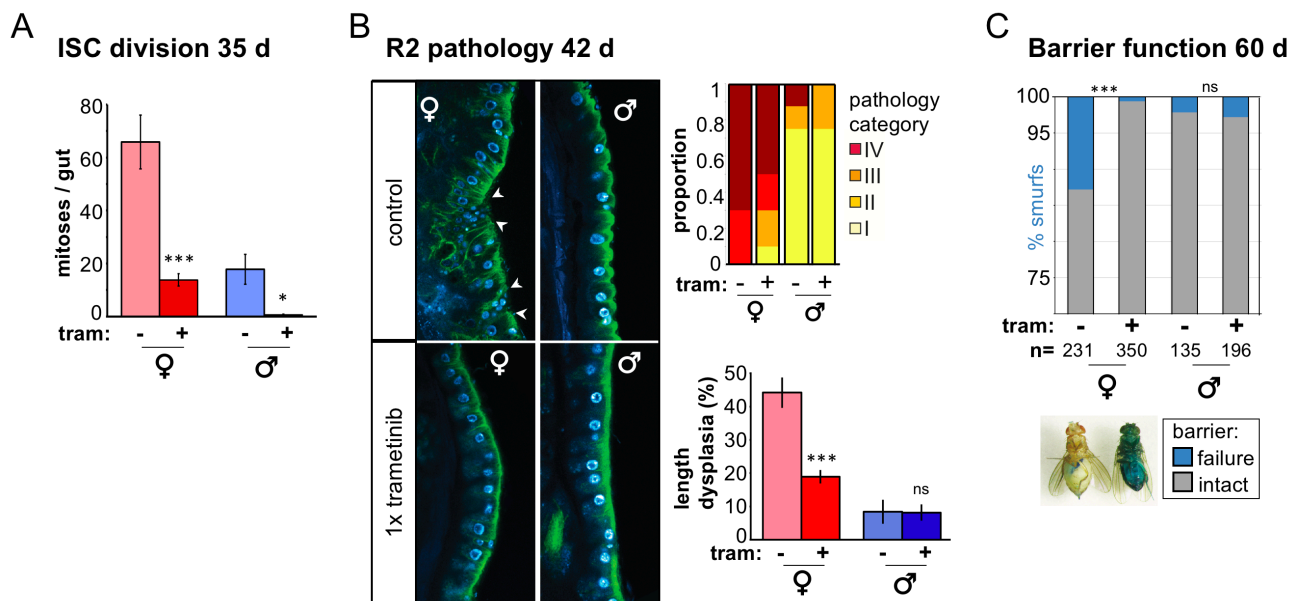 A
ISC division 35 d
mitoses / gut
80
60
40
20
0
***
*
tram: - + - +
♀ ♂
B
R2 pathology 42 d
control
1x trametinib
♀ ♂
♀ ♂
proportion
1
0.8
0.6
0.4
0.2
0
tram: - + - +
♀ ♂
pathology
category
IV
III
II
I
length
dysplasia (%)
50
40
30
20
10
0
***
ns
tram: - + - +
♀ ♂
C
Barrier function 60 d
*** ns
% smurfs
100
95
75
tram: - + - +
n= 231 350 135 196
♀ ♂
barrier:
failure
intact